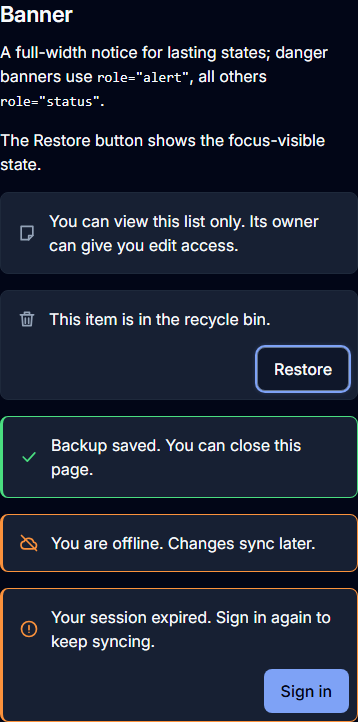 Banner
A full-width notice for lasting states; danger
banners use role="alert", all others
role="status".
The Restore button shows the focus-visible
state.
You can view this list only. Its owner
can give you edit access.
This item is in the recycle bin.
Restore
Backup saved. You can close this
page.
You are offline. Changes sync later.
Your session expired. Sign in again to
keep syncing.
Sign in